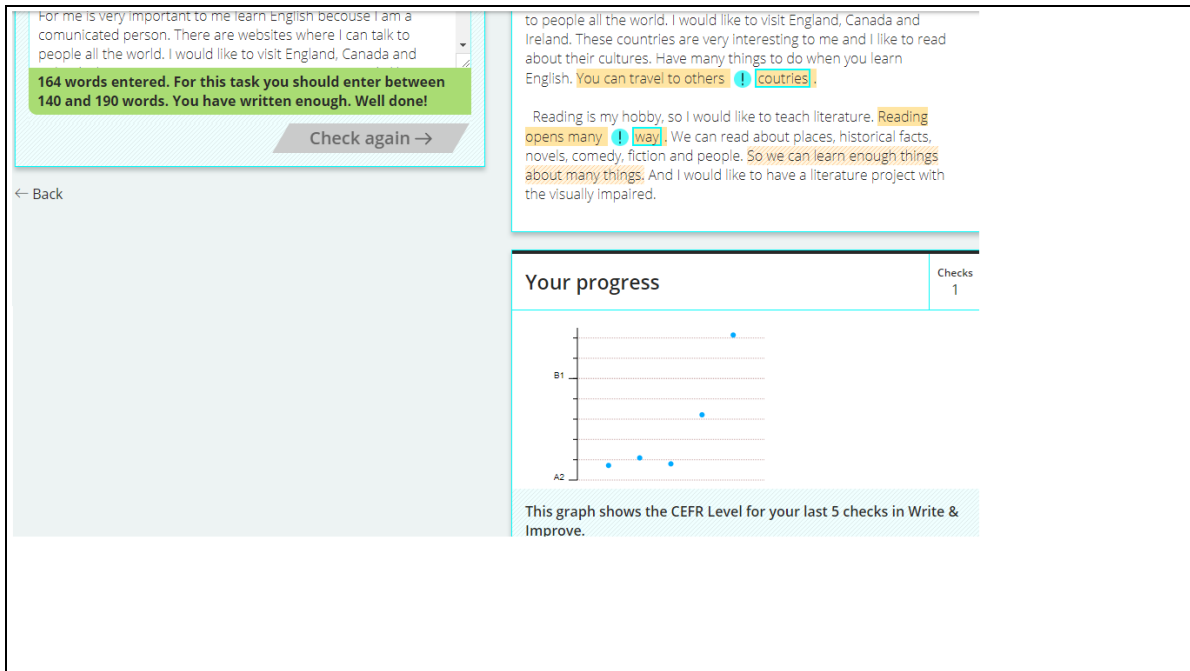 For me is very important to me learn English becouse I am a
comunicated person. There are websites where I can talk to
people all the world. I would like to visit England, Canada and
164 words entered. For this task you should enter between
140 and 190 words. You have written enough. Well done!
Check again →
← Back
to people all the world. I would like to visit England, Canada and
Ireland. These countries are very interesting to me and I like to read
about their cultures. Have many things to do when you learn
English. You can travel to others ! coutries .
Reading is my hobby, so I would like to teach literature. Reading
opens many ! way . We can read about places, historical facts,
novels, comedy, fiction and people. So we can learn enough things
about many things. And I would like to have a literature project with
the visually impaired.
Your progress
Checks
1
B1
A2
This graph shows the CEFR Level for your last 5 checks in Write &
Improve.